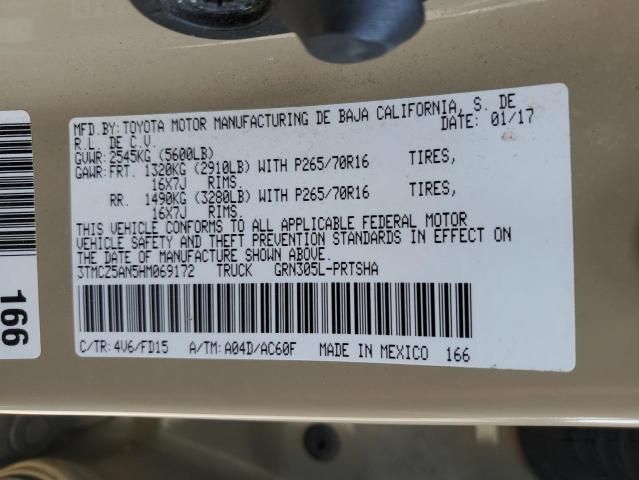 MFD.BY: TOYOTA MOTOR MANUFACTURING DE BAJA CALIFORNIA, S. DE
R.L. DE C.V. DATE: 01/17
GVWR: 2545KG (5600LB)
GAWR: FRT. 1320KG (2910LB) WITH P265/70R16 TIRES,
16X7J RIMS.
RR. 1490KG (3280LB) WITH P265/70R16 TIRES,
16X7J RIMS.
THIS VEHICLE CONFORMS TO ALL APPLICABLE FEDERAL MOTOR
VEHICLE SAFETY AND THEFT PREVENTION STANDARDS IN EFFECT ON
THE DATE OF MANUFACTURE SHOWN ABOVE.
3TMCZ5AN5HM069172 TRUCK GRN305L-PRTSHA
C/TR: 4V6/FD15 A/TM: A04D/AC60F MADE IN MEXICO 166
166